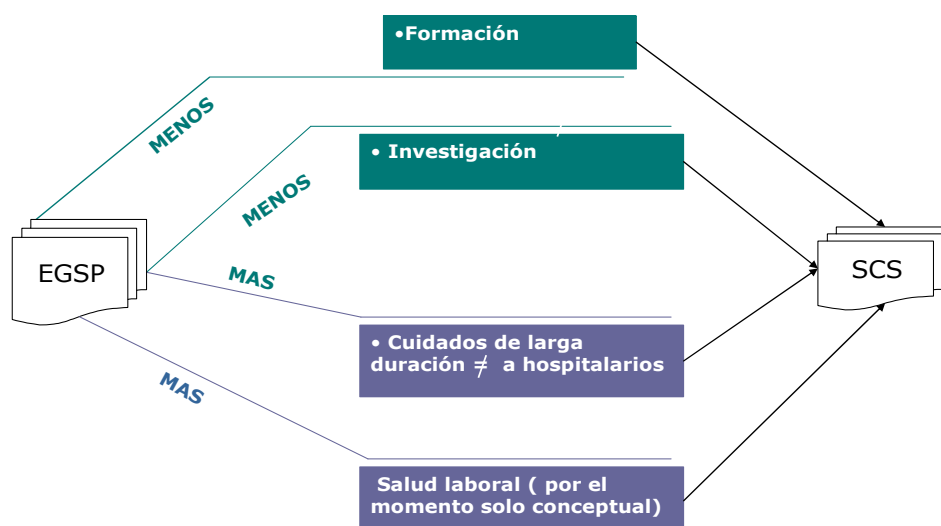 •Formación
MENOS
• Investigación
MENOS
EGSP
SCS
MAS
• Cuidados de larga
duración ≠ a hospitalarios
MAS
Salud laboral ( por el
momento solo conceptual)